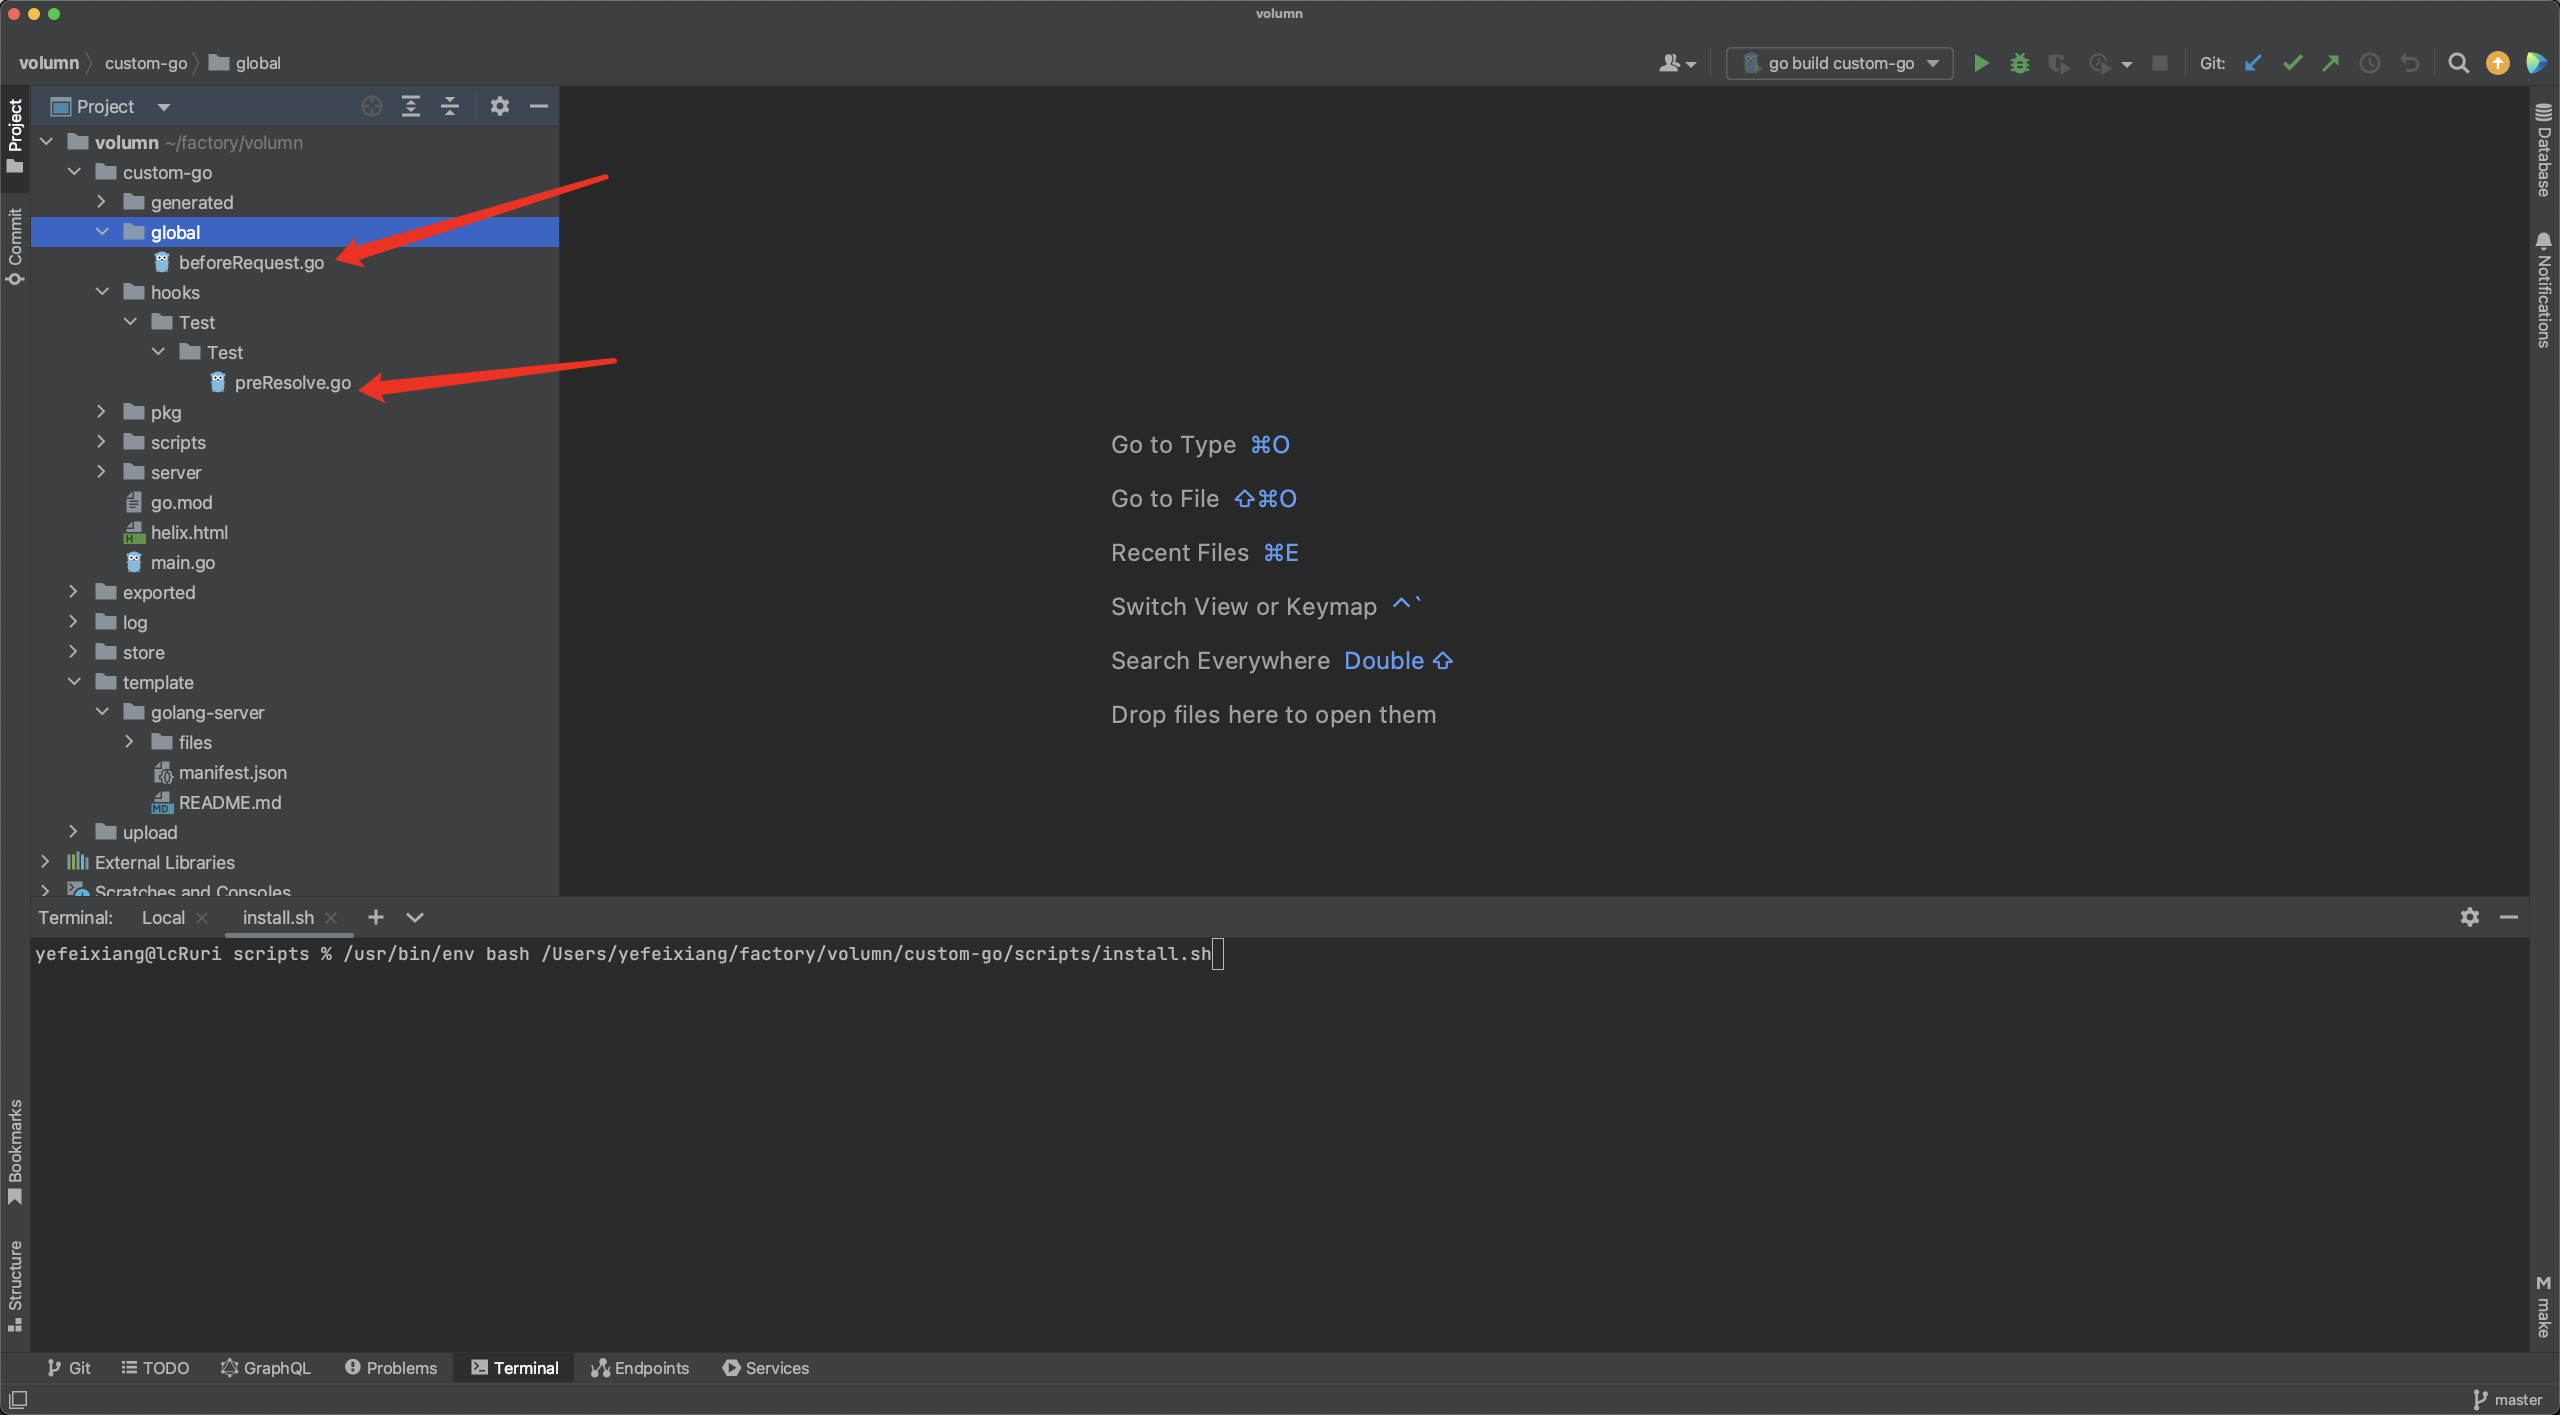 volumn
volumn custom-go global
go build custom-go
Git:
Project
volumn ~/factory/volumn
custom-go
generated
global
beforeRequest.go
hooks
Test
Test
preResolve.go
pkg
scripts
server
go.mod
helix.html
main.go
exported
log
store
template
golang-server
files
manifest.json
README.md
upload
External Libraries
Scratches and Consoles
Project
Commit
Bookmarks
Structure
Go to Type ⌘O
Go to File ⇧⌘O
Recent Files ⌘E
Switch View or Keymap ^`
Search Everywhere Double ⇧
Drop files here to open them
Database
Notifications
make
Terminal: Local install.sh
yefeixiang@lcRuri scripts % /usr/bin/env bash /Users/yefeixiang/factory/volumn/custom-go/scripts/install.sh
Git TODO GraphQL Problems Terminal Endpoints Services
master